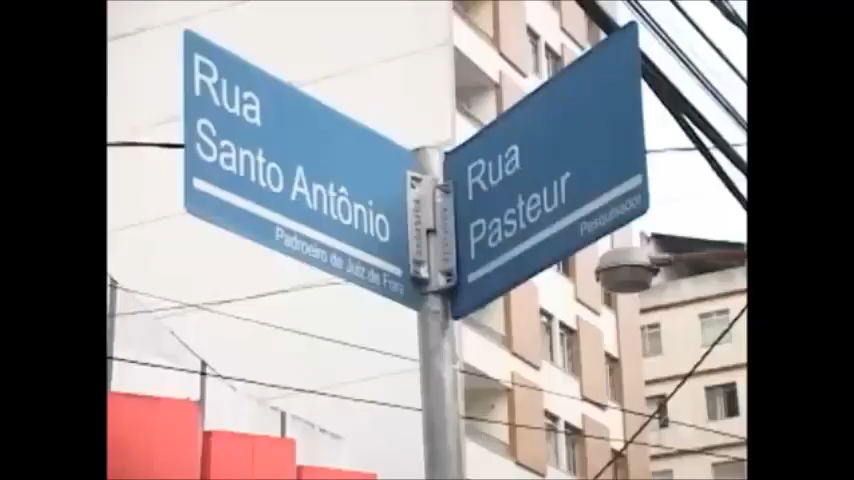 Rua
Santo Antônio
Padroeiro de Juiz de Fora
Rua
Pasteur
Pesquisador